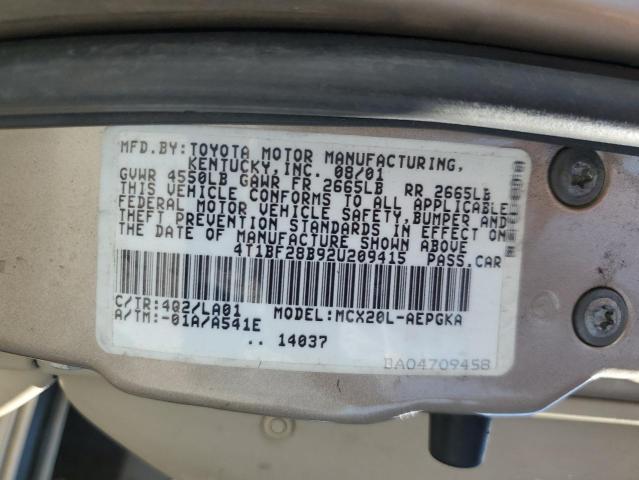 MFD.BY:TOYOTA MOTOR MANUFACTURING,
KENTUCKY,INC. 08/01
GVWR 4550LB GAWR FR 2665LB RR 2665LB
THIS VEHICLE CONFORMS TO ALL APPLICABLE
FEDERAL MOTOR VEHICLE SAFETY,BUMPER AND
THEFT PREVENTION STANDARDS IN EFFECT ON
THE DATE OF MANUFACTURE SHOWN ABOVE
4T1BF28B92U209415 PASS.CAR
C/TR:4Q2/LA01 MODEL:MCX20L-AEPGKA
A/TM:-01A/A541E
.. 14037
BA04709458